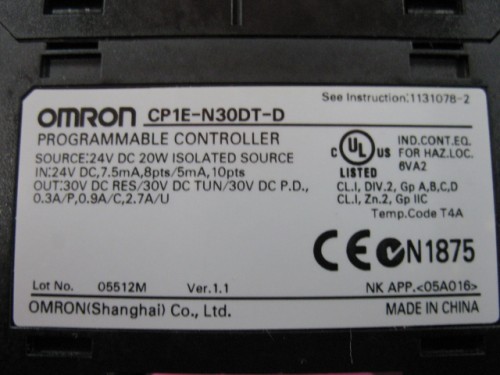 See Instruction:1131078-2
OMRON CP1E-N30DT-D
PROGRAMMABLE CONTROLLER
SOURCE:24V DC 20W ISOLATED SOURCE
IN:24V DC,7.5mA,8pts/5mA,10pts
OUT:30V DC RES/30V DC TUN/30V DC P.D.,
0.3A/P,0.9A/C,2.7A/U
C UL US
LISTED
IND.CONT.EQ.
FOR HAZ.LOC.
6VA2
CL.I, DIV.2, Gp A,B,C,D
CL.I, Zn.2, Gp IIC
Temp.Code T4A
CE N1875
Lot No. 05512M Ver.1.1 NK APP.<05A016>
OMRON(Shanghai) Co., Ltd. MADE IN CHINA